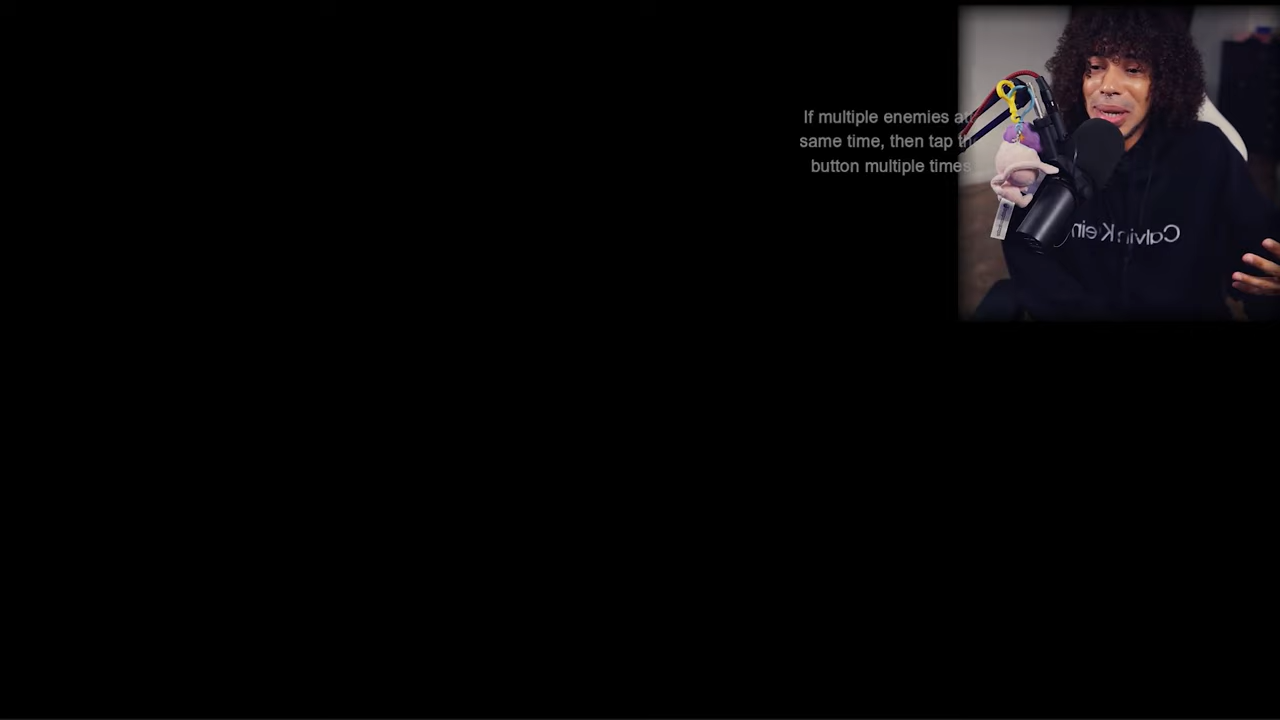 If multiple enemies
same time, then tap
button multiple times
Calvin Klein